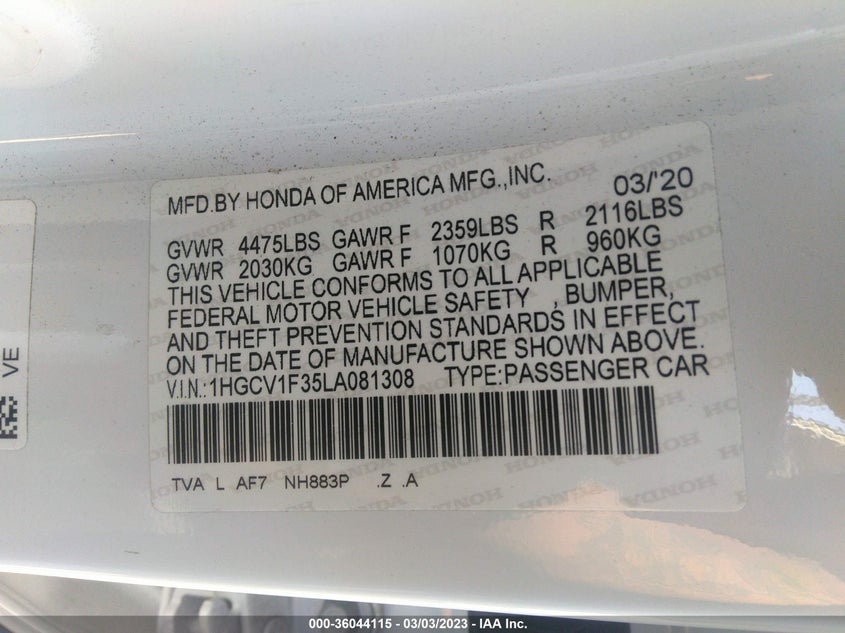 MFD.BY HONDA OF AMERICA MFG.,INC. 03/'20
GVWR 4475LBS GAWR F 2359LBS R 2116LBS
GVWR 2030KG GAWR F 1070KG R 960KG
THIS VEHICLE CONFORMS TO ALL APPLICABLE
FEDERAL MOTOR VEHICLE SAFETY , BUMPER,
AND THEFT PREVENTION STANDARDS IN EFFECT
ON THE DATE OF MANUFACTURE SHOWN ABOVE.
V.I.N.:1HGCV1F35LA081308 TYPE:PASSENGER CAR
TVA L AF7 NH883P .Z .A
VE
000-36044115 - 03/03/2023 - IAAI.COM